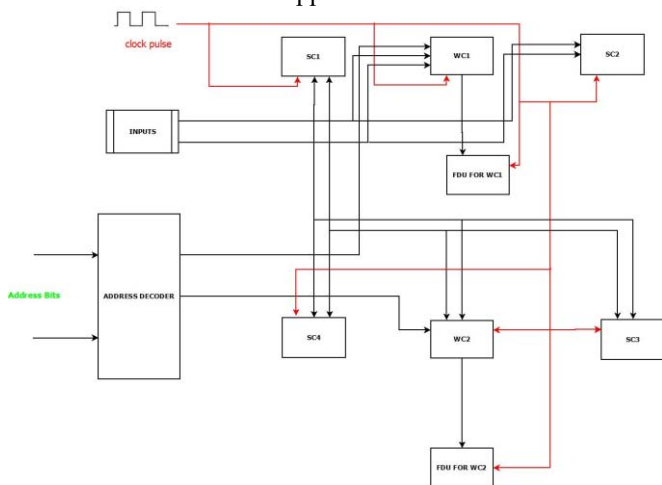 clock pulse
SC1
WC1
SC2
INPUTS
FDU FOR WC1
Address Bits
ADDRESS DECODER
SC4
WC2
SC3
FDU FOR WC2